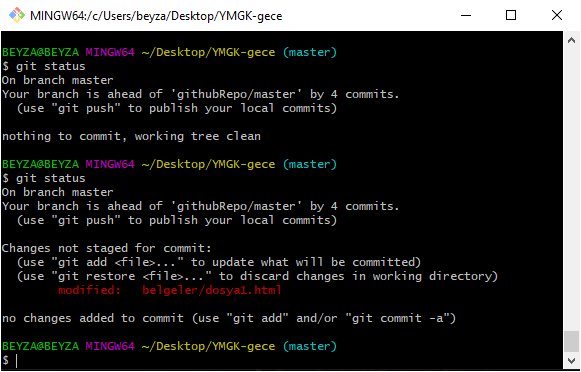 MINGW64:/c/Users/beyza/Desktop/YMGK-gece
BEYZA@BEYZA MINGW64 ~/Desktop/YMGK-gece (master)
$ git status
On branch master
Your branch is ahead of 'githubRepo/master' by 4 commits.
  (use "git push" to publish your local commits)

nothing to commit, working tree clean

BEYZA@BEYZA MINGW64 ~/Desktop/YMGK-gece (master)
$ git status
On branch master
Your branch is ahead of 'githubRepo/master' by 4 commits.
  (use "git push" to publish your local commits)

Changes not staged for commit:
  (use "git add <file>..." to update what will be committed)
  (use "git restore <file>..." to discard changes in working directory)
        modified:   belgeler/dosya1.html

no changes added to commit (use "git add" and/or "git commit -a")

BEYZA@BEYZA MINGW64 ~/Desktop/YMGK-gece (master)
$